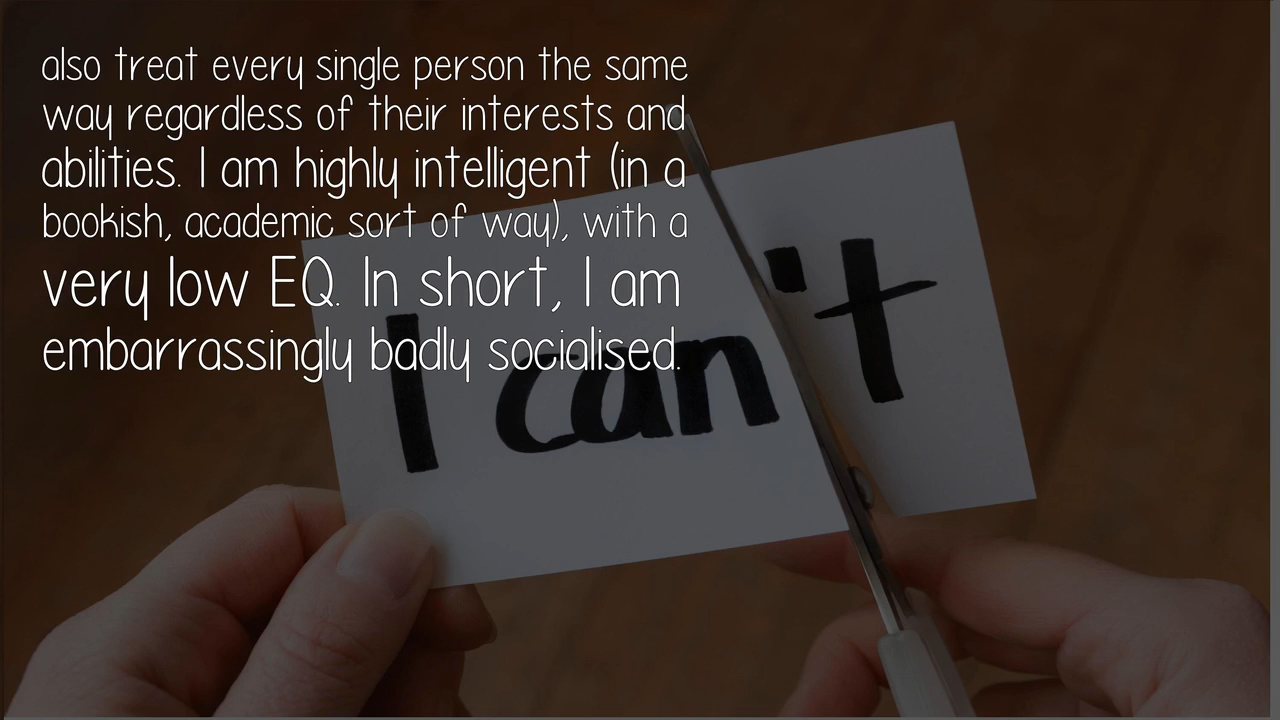 also treat every single person the same
way regardless of their interests and
abilities. I am highly intelligent (in a
bookish, academic sort of way), with a
very low EQ. In short, I am
embarrassingly badly socialised.
I can't